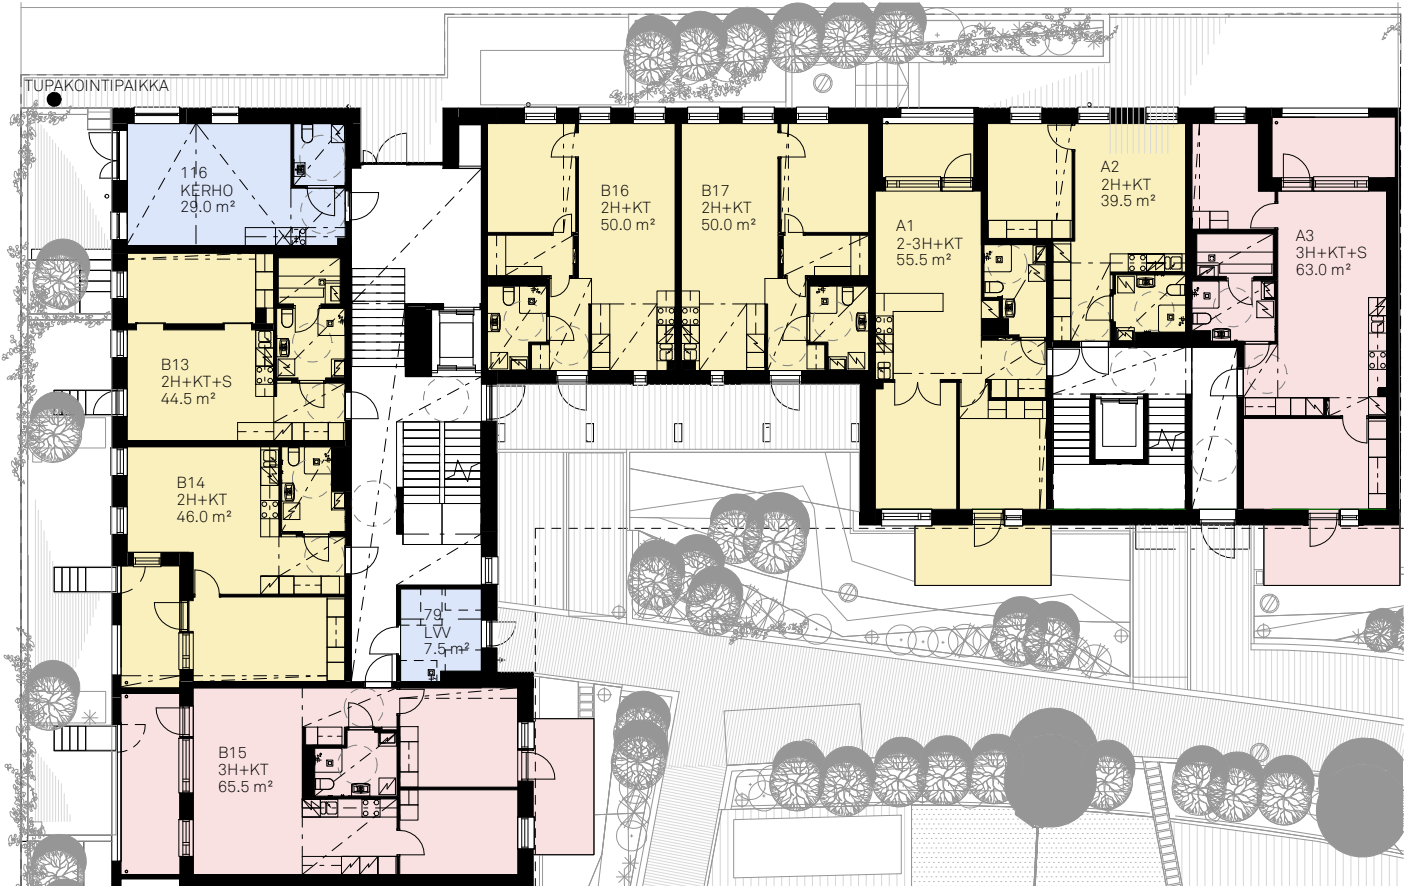 TUPAKOINTIPAIKKA
116
KERHO
29.0 m²
B16
2H+KT
50.0 m²
B17
2H+KT
50.0 m²
A1
2-3H+KT
55.5 m²
A2
2H+KT
39.5 m²
A3
3H+KT+S
63.0 m²
B13
2H+KT+S
44.5 m²
B14
2H+KT
46.0 m²
79
LVV
7.5 m²
B15
3H+KT
65.5 m²